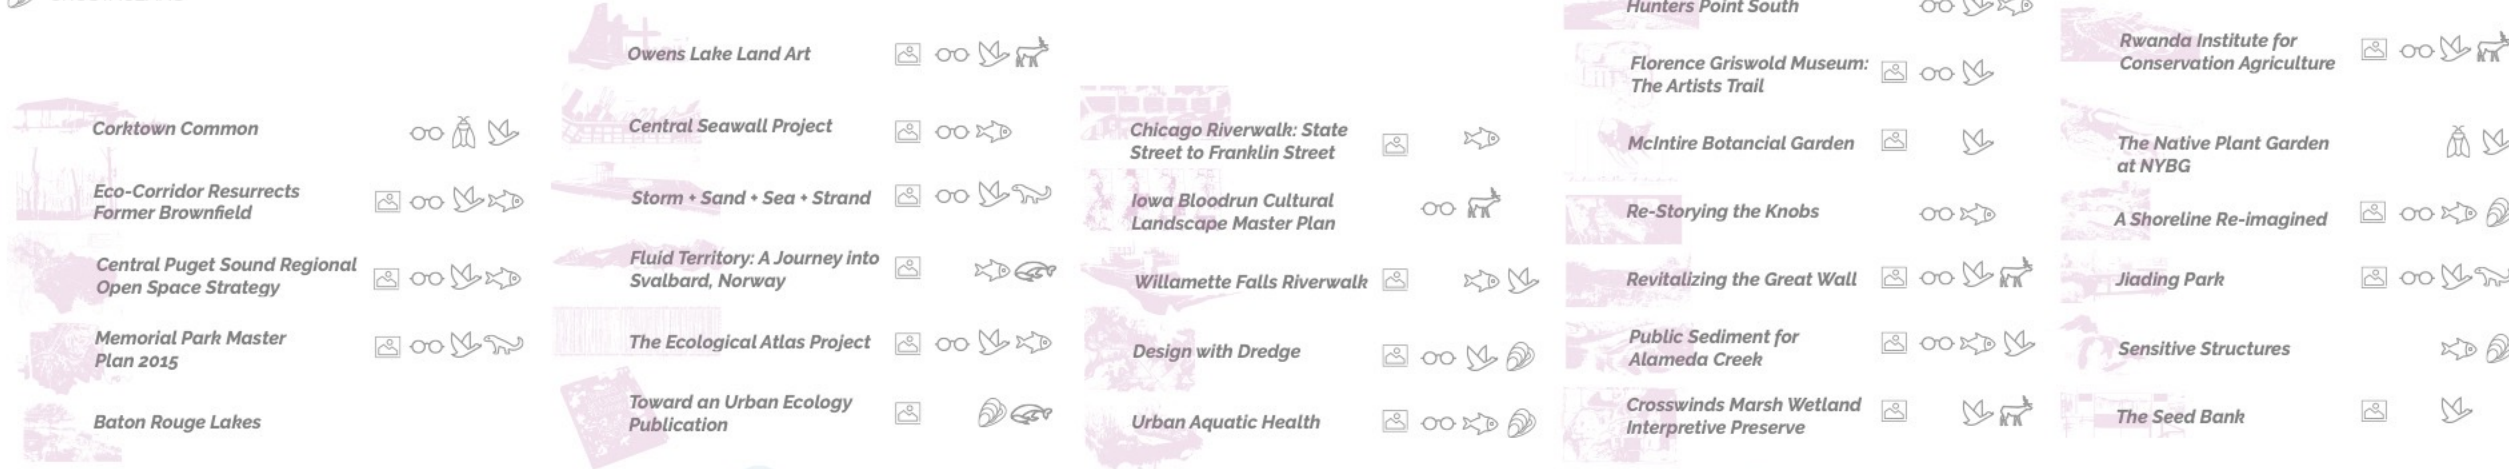 Corktown Common
Eco-Corridor Resurrects
Former Brownfield
Central Puget Sound Regional
Open Space Strategy
Memorial Park Master
Plan 2015
Baton Rouge Lakes
Owens Lake Land Art
Central Seawall Project
Storm + Sand + Sea + Strand
Fluid Territory: A Journey into
Svalbard, Norway
The Ecological Atlas Project
Toward an Urban Ecology
Publication
Chicago Riverwalk: State
Street to Franklin Street
Iowa Bloodrun Cultural
Landscape Master Plan
Willamette Falls Riverwalk
Design with Dredge
Urban Aquatic Health
Hunters Point South
Florence Griswold Museum:
The Artists Trail
McIntire Botancial Garden
Re-Storying the Knobs
Revitalizing the Great Wall
Public Sediment for
Alameda Creek
Crosswinds Marsh Wetland
Interpretive Preserve
Rwanda Institute for
Conservation Agriculture
The Native Plant Garden
at NYBG
A Shoreline Re-imagined
Jiading Park
Sensitive Structures
The Seed Bank